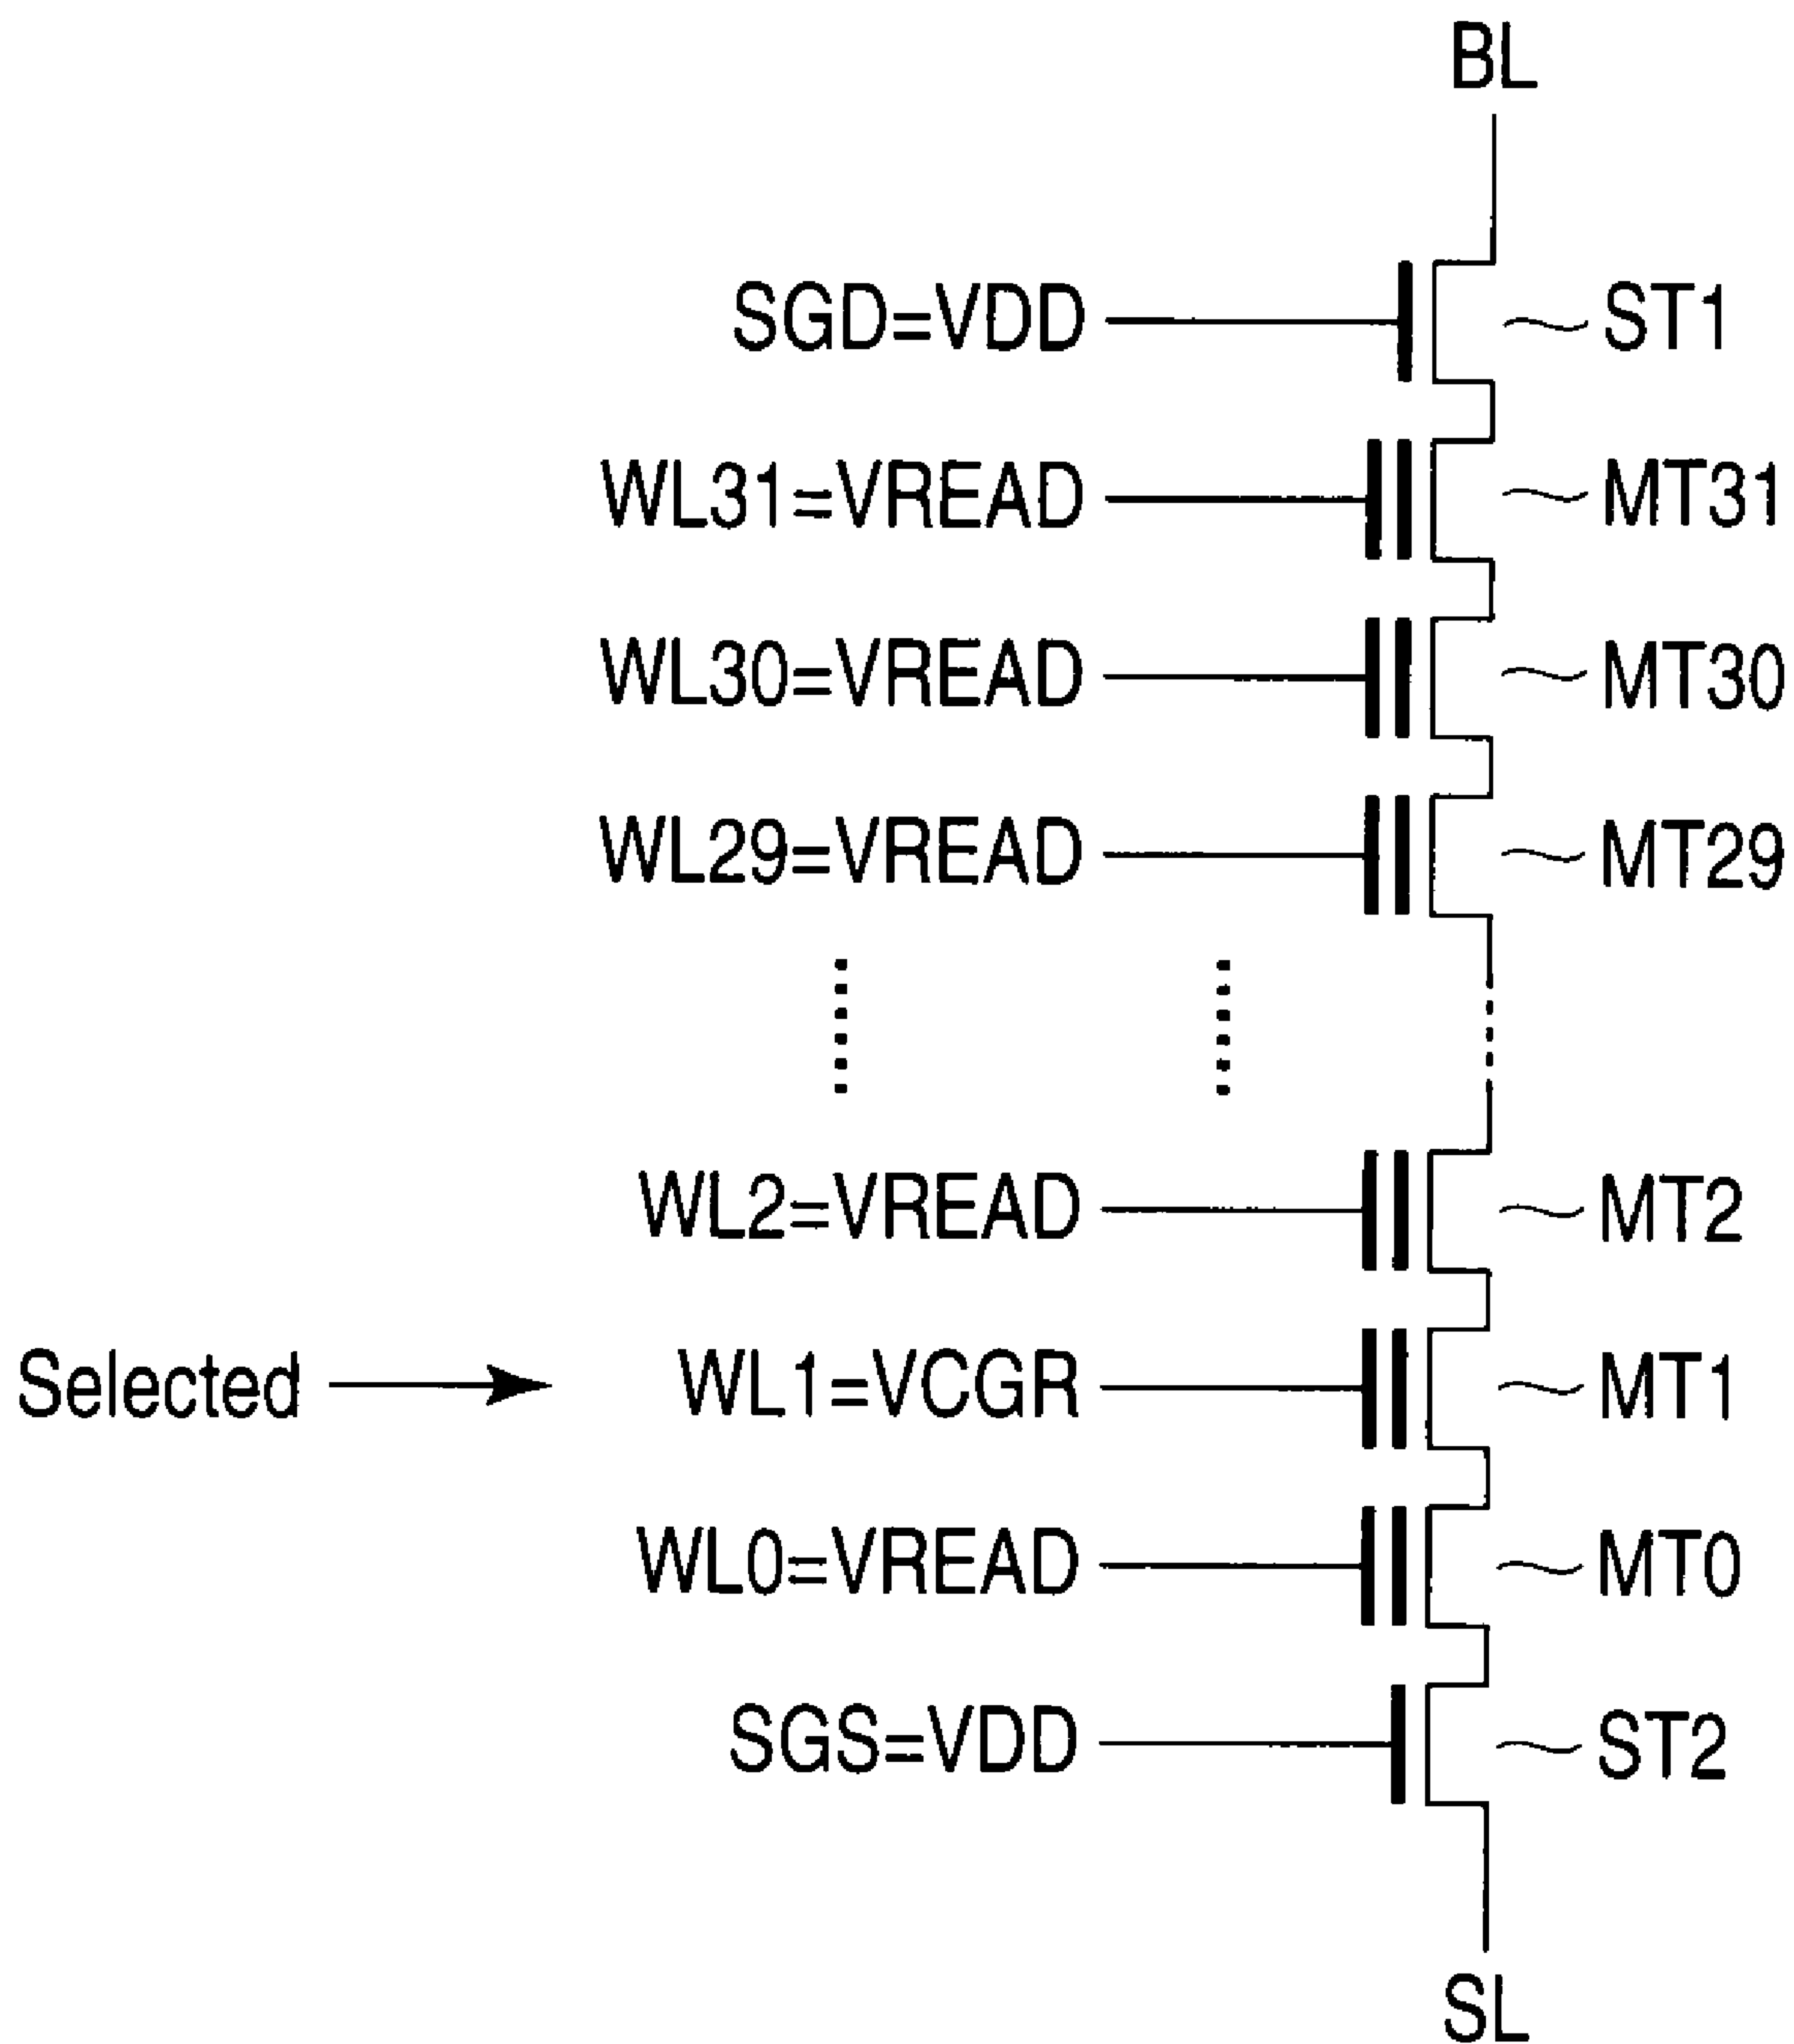 BL
SGD=VDD ST1
WL31=VREAD MT31
WL30=VREAD MT30
WL29=VREAD MT29
WL2=VREAD MT2
Selected WL1=VCGR MT1
WL0=VREAD MT0
SGS=VDD ST2
SL